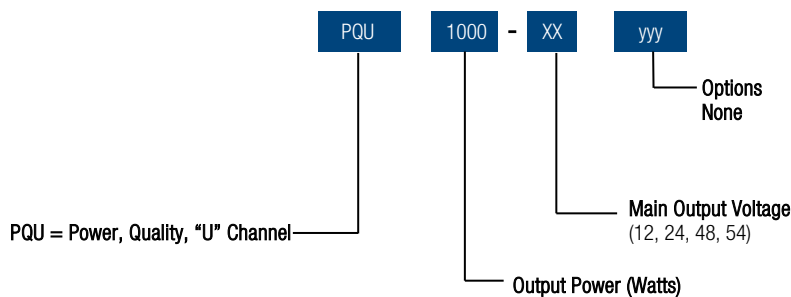 PQU 1000 - XX yyy
Options
None
Main Output Voltage
(12, 24, 48, 54)
PQU = Power, Quality, “U” Channel
Output Power (Watts)